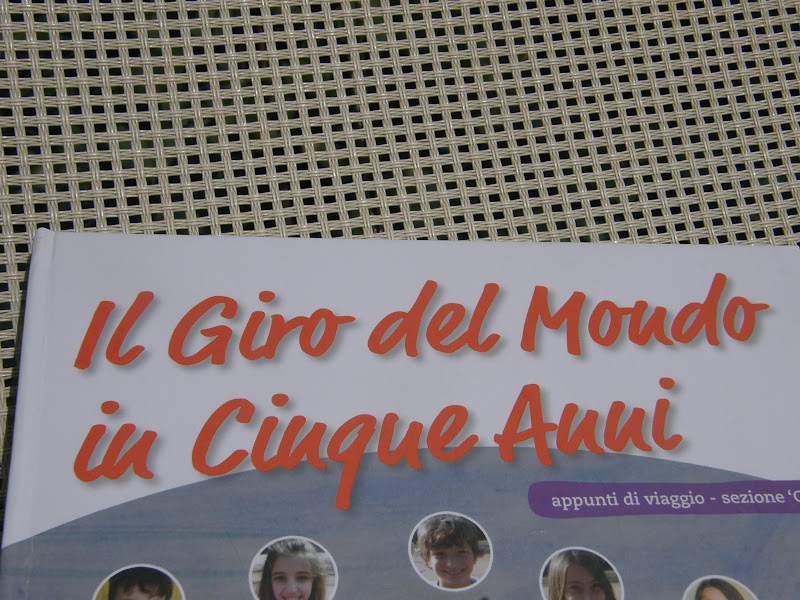 Il Giro del Mondo
in Cinque Anni
appunti di viaggio - sezione